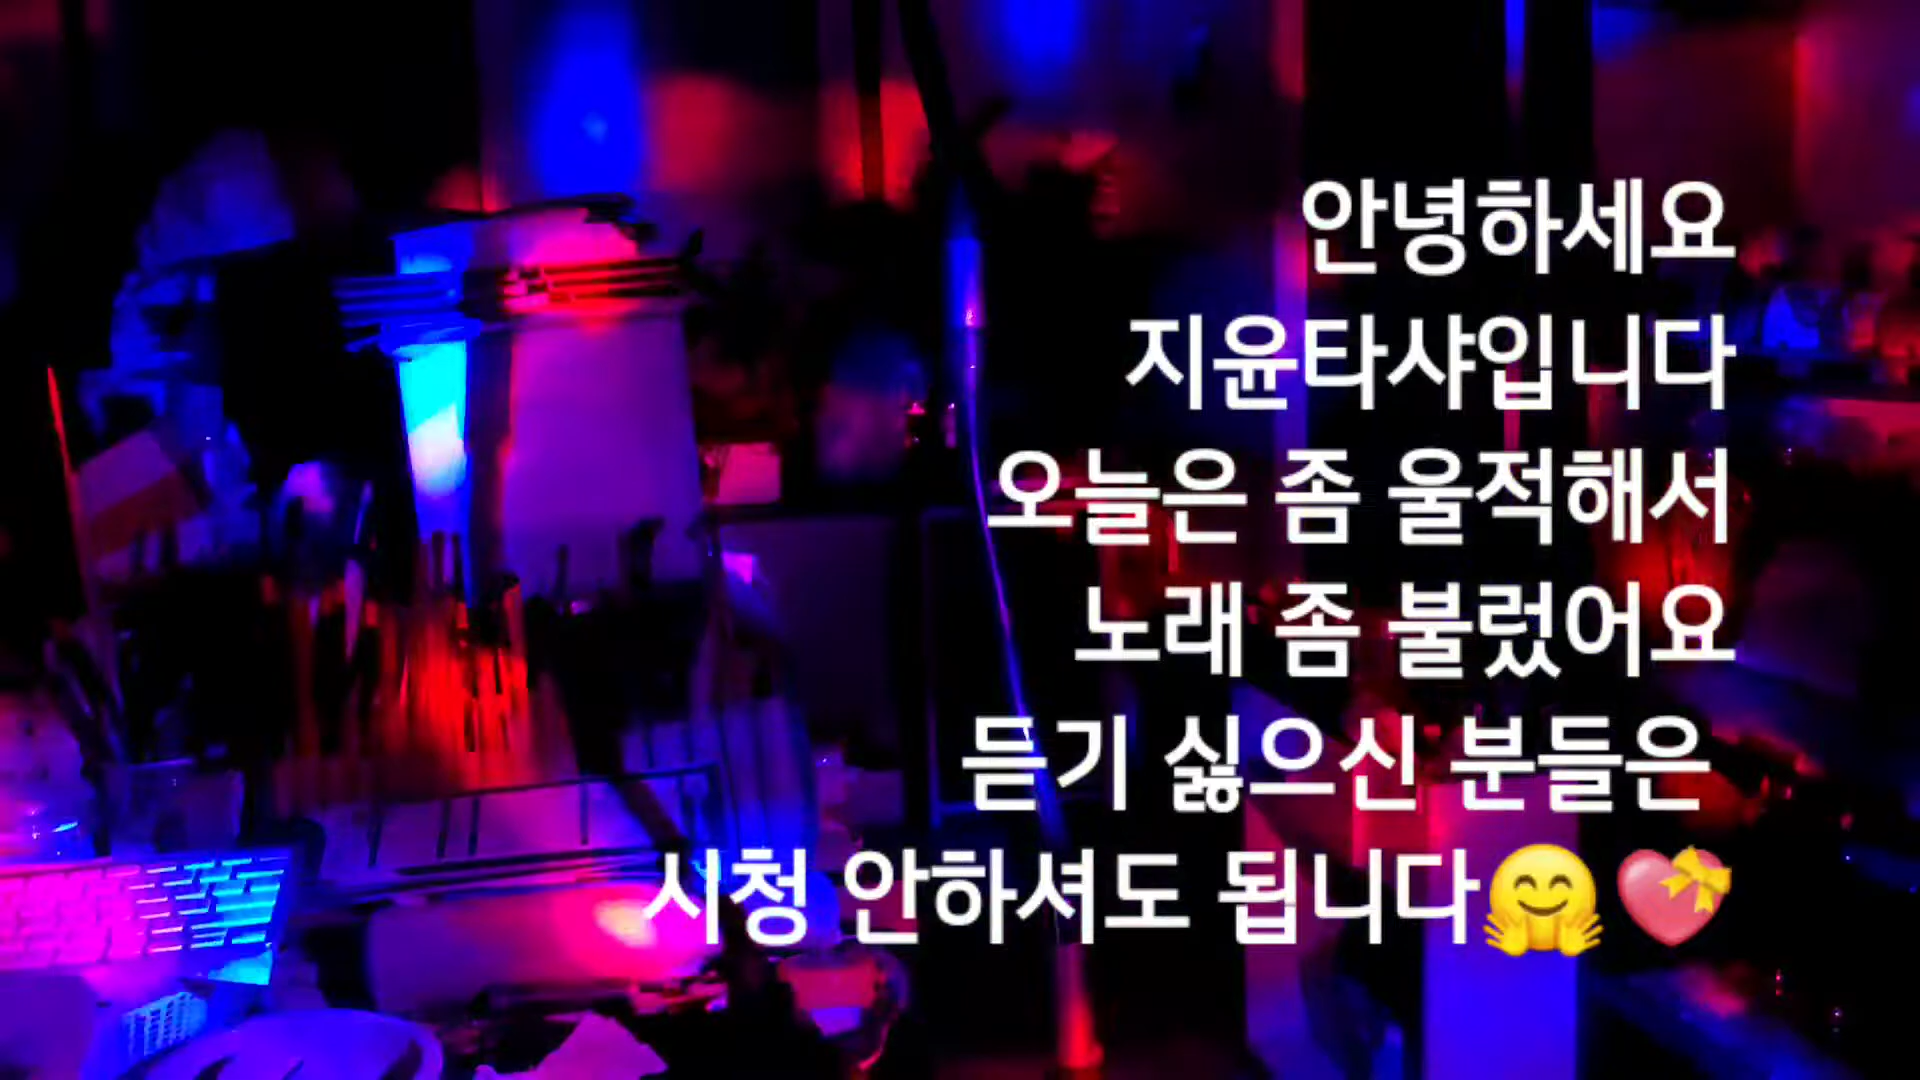 안녕하세요
지윤타샤입니다
오늘은 좀 울적해서
노래 좀 불렀어요
듣기 싫으신 분들은
시청 안하셔도 됩니다🤗💝